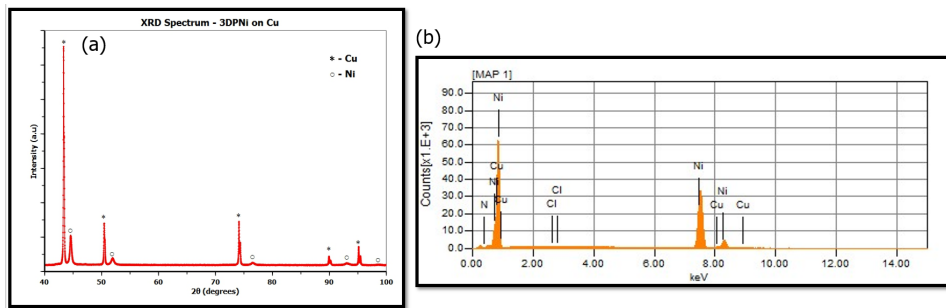 XRD Spectrum - 3DPNi on Cu
(a)
* - Cu
○ - Ni
Intensity (a.u)
* ○ * ○ * ○ * ○ * ○
40 50 60 70 80 90 100
2θ (degrees)
(b)
[MAP 1]
Counts[x1.E+3]
90.0
80.0
70.0
60.0
50.0
40.0
30.0
20.0
10.0
0.0
Ni
Cu
Ni
Cu
N
Cl
Cl
Ni
Cu
Ni
Cu
0.00 2.00 4.00 6.00 8.00 10.00 12.00 14.00
keV